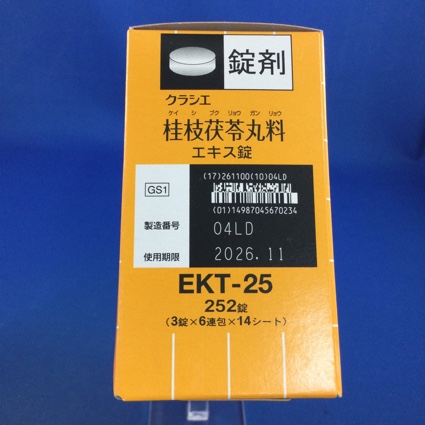 錠剤
クラシエ
ケイ シ ブク リョウ ガン リョウ
桂枝茯苓丸料
エキス錠
(17)261100(10)04LD
GS1
(01)14987045670234
製造番号 04LD
使用期限 2026.11
EKT-25
252錠
(3錠×6連包×14シート)